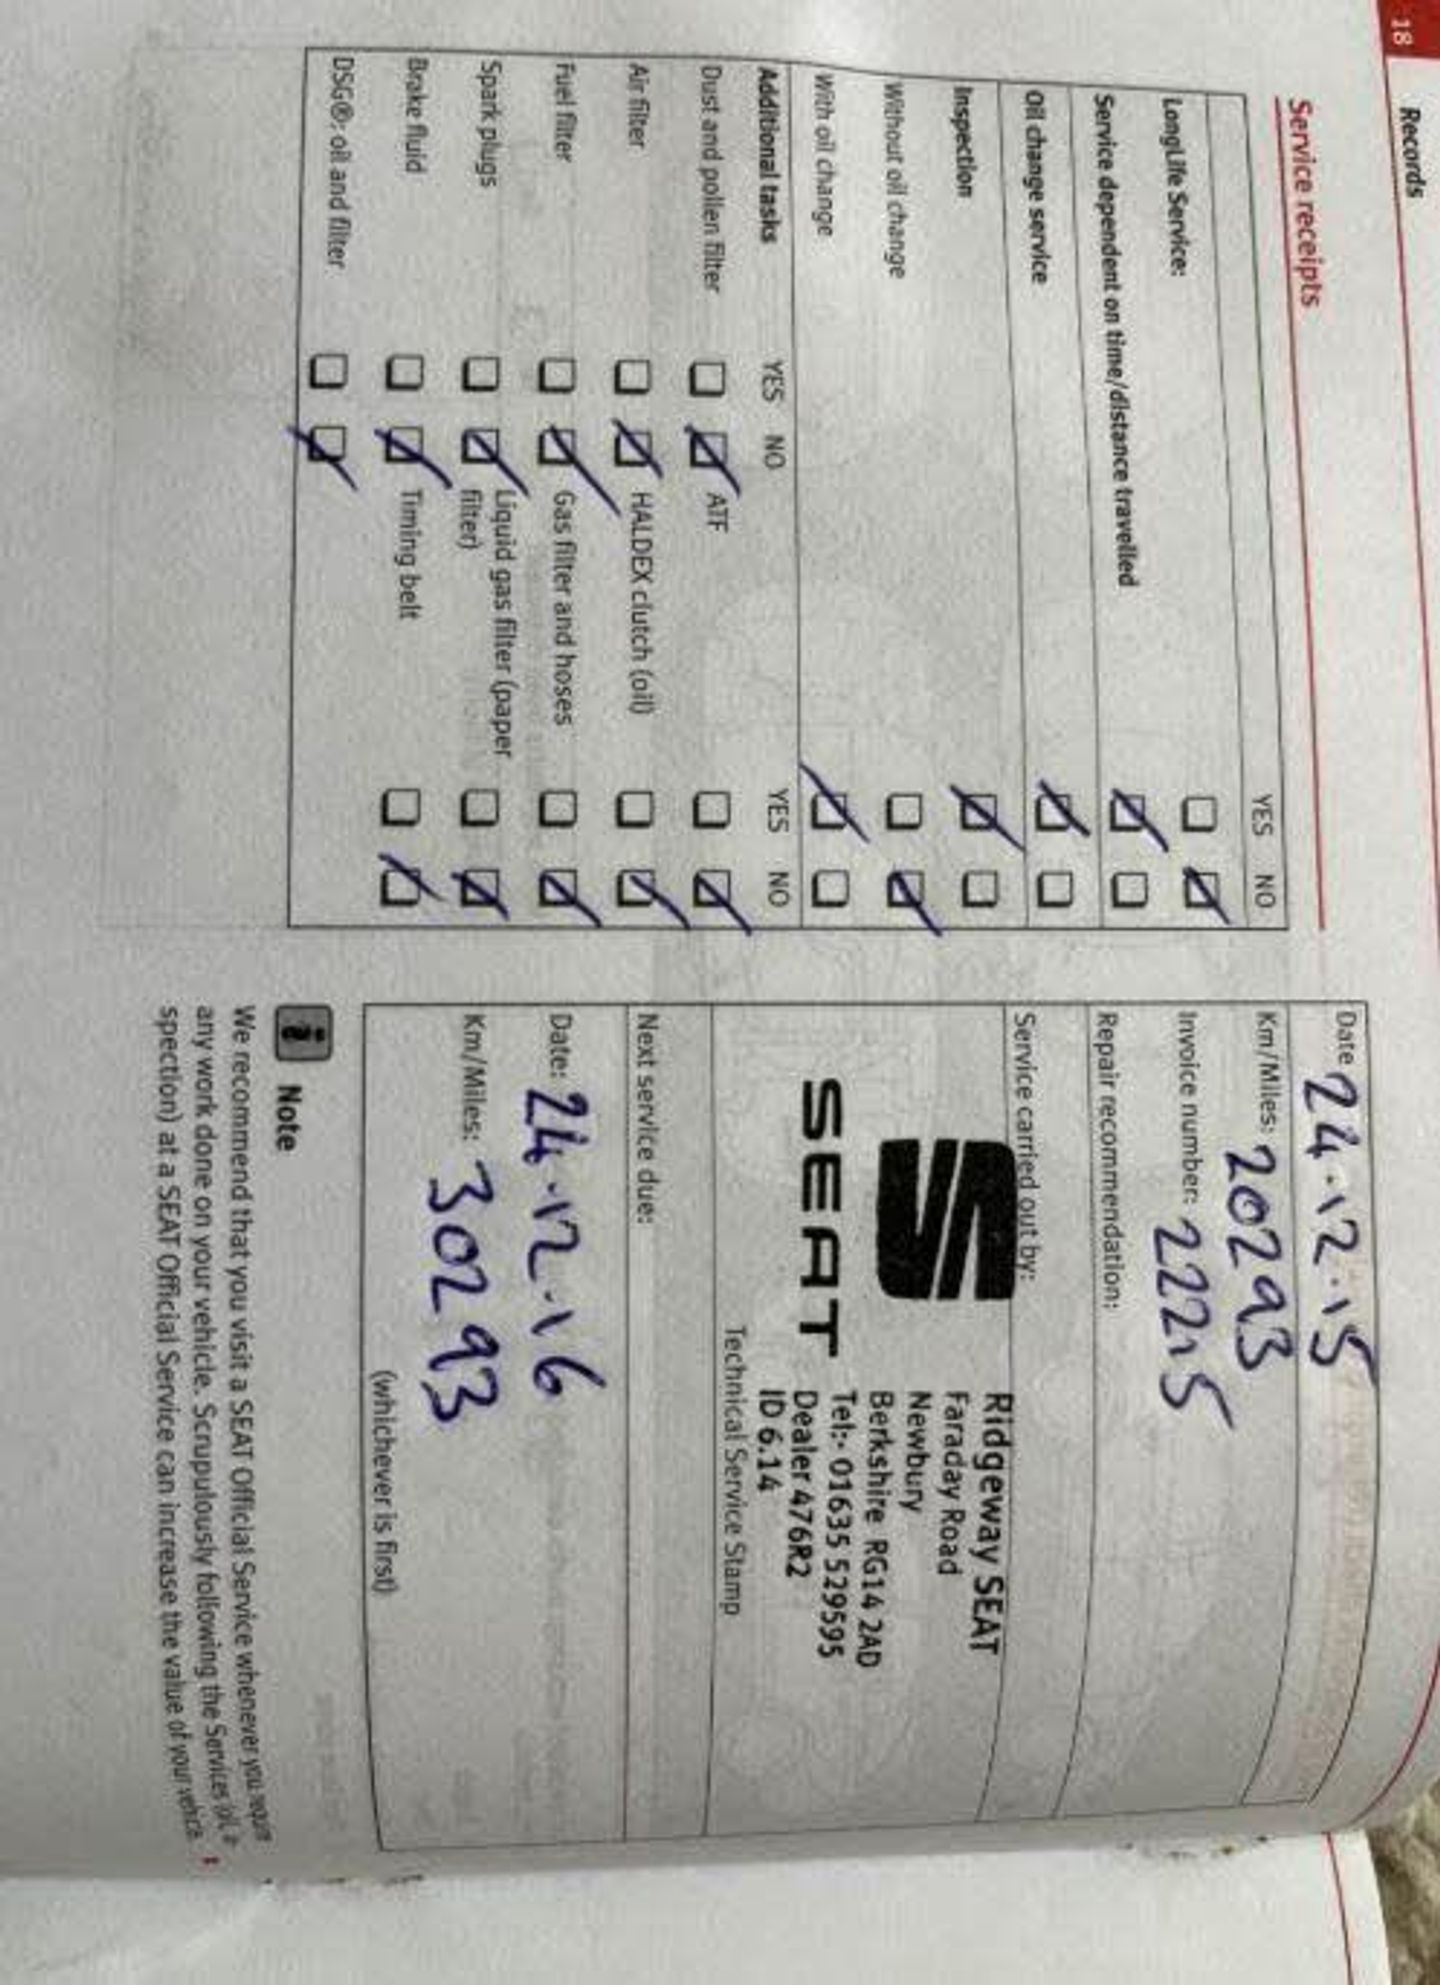 18 Records
Service receipts
YES NO
LongLife Service:
Service dependent on time/distance travelled
Oil change service
Inspection
Without oil change
With oil change
Additional tasks YES NO YES NO
Dust and pollen filter ATF
Air filter HALDEX clutch (oil)
Fuel filter Gas filter and hoses
Spark plugs Liquid gas filter (paper
filter)
Brake fluid Timing belt
DSG®: oil and filter
Date 24.12.15
Km/Miles: 20293
Invoice number: 22215
Repair recommendation:
Service carried out by:
SEAT
Ridgeway SEAT
Faraday Road
Newbury
Berkshire RG14 2AD
Tel:- 01635 529595
Dealer 476R2
ID 6.14
Technical Service Stamp
Next service due:
Date: 24.12.16
Km/Miles: 30293
(whichever is first)
i Note
We recommend that you visit a SEAT Official Service whenever you require
any work done on your vehicle. Scrupulously following the Services
spection) at a SEAT Official Service can increase the value of your vehicle.